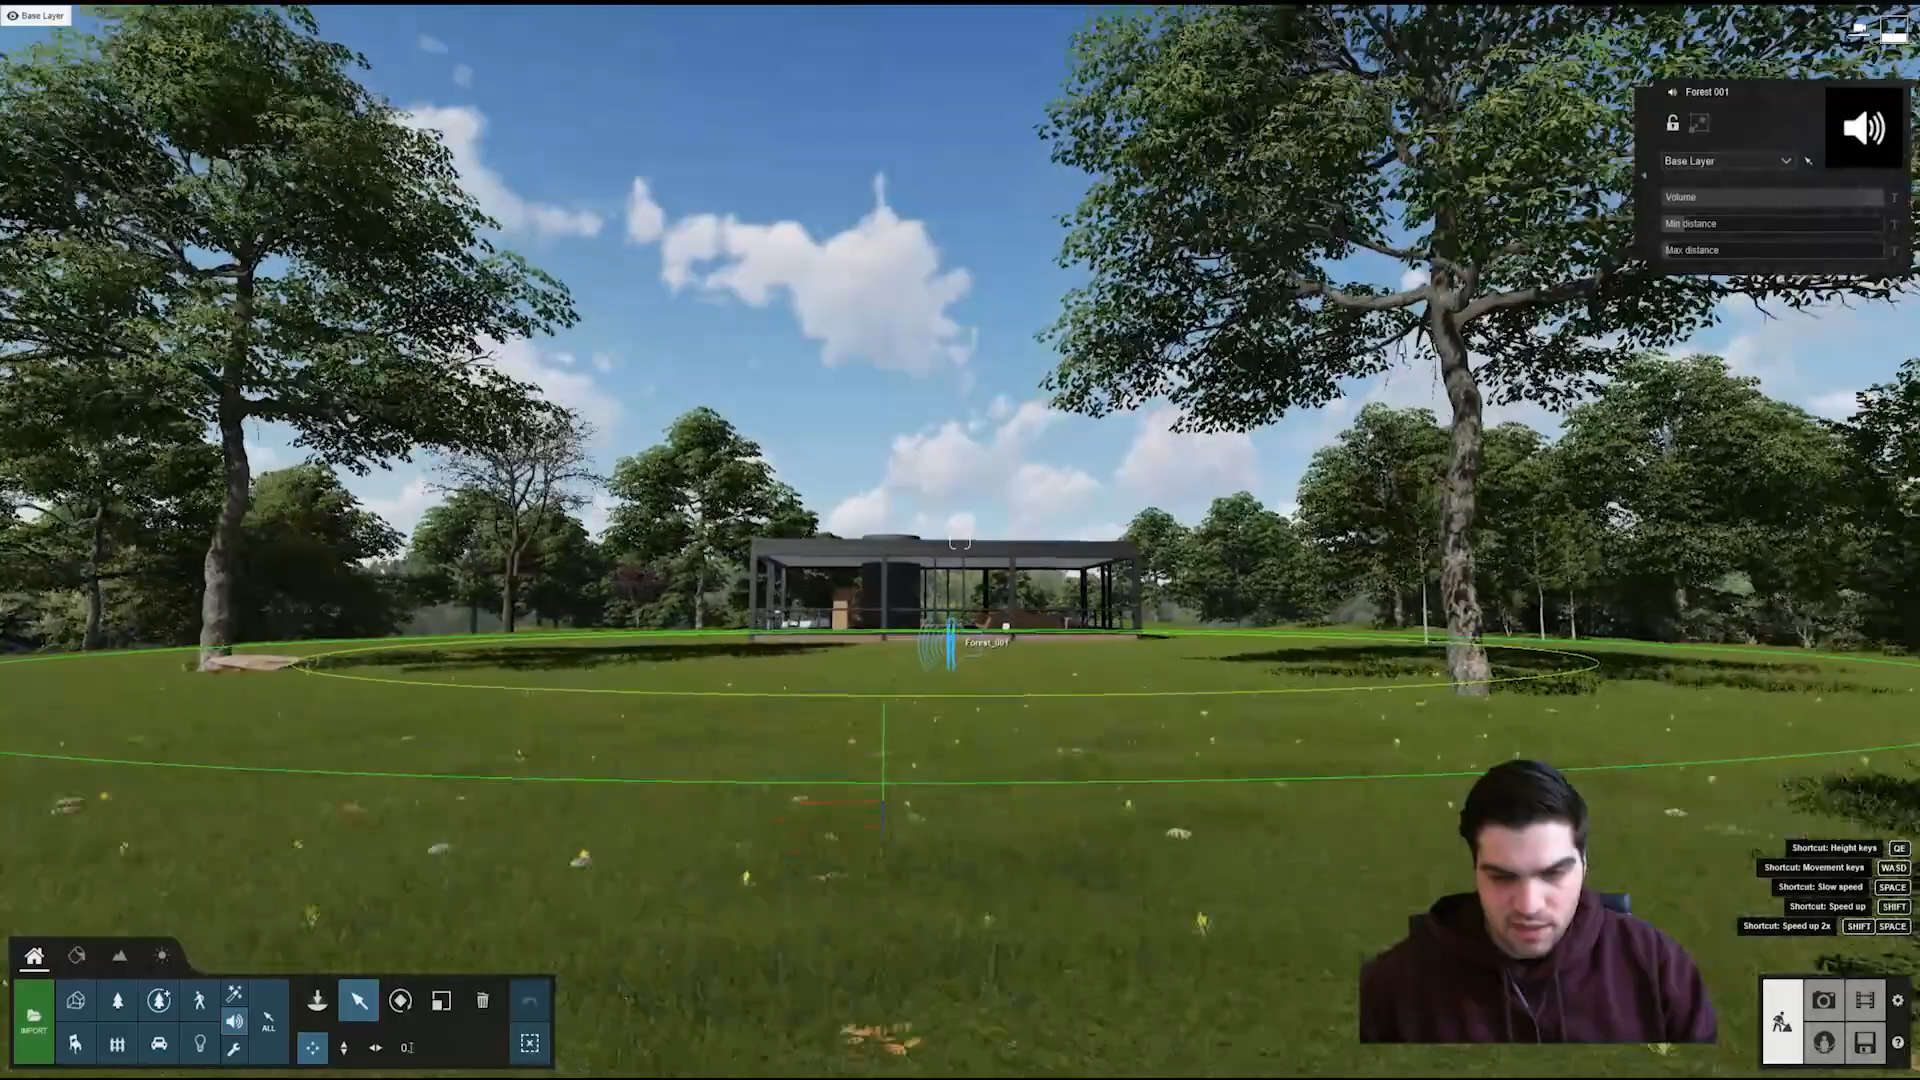 Base Layer
Forest 001
Base Layer
Volume
T
Min distance
T
Max distance
T
Forest_001
Shortcut: Height keys QE
Shortcut: Movement keys WASD
Shortcut: Slow speed SPACE
Shortcut: Speed up SHIFT
Shortcut: Speed up 2x SHIFT SPACE
IMPORT
ALL
0.
?